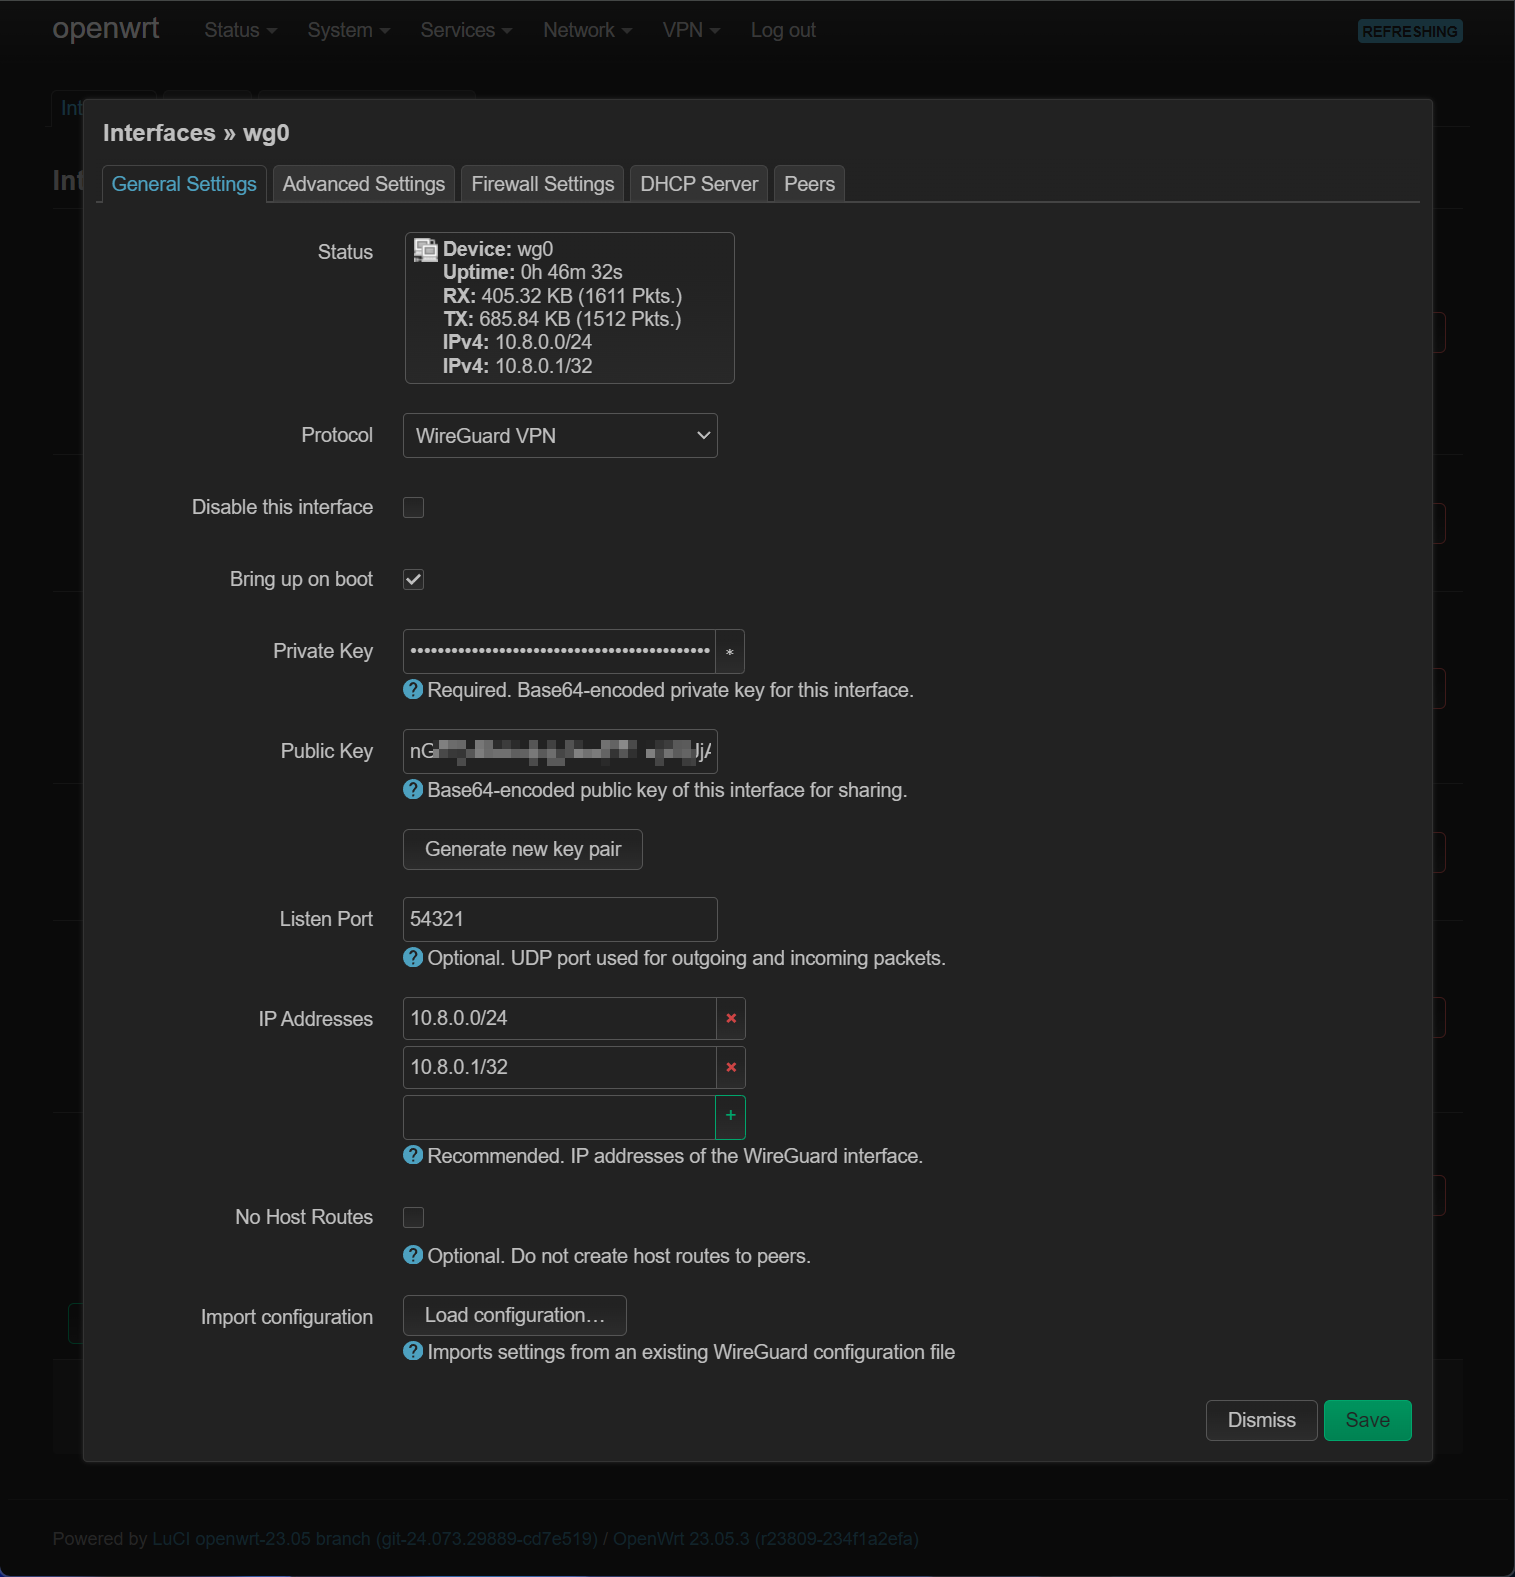 openwrt Status System Services Network VPN Log out REFRESHING
Int
Int
Interfaces » wg0
General Settings Advanced Settings Firewall Settings DHCP Server Peers
Status
Device: wg0
Uptime: 0h 46m 32s
RX: 405.32 KB (1611 Pkts.)
TX: 685.84 KB (1512 Pkts.)
IPv4: 10.8.0.0/24
IPv4: 10.8.0.1/32
Protocol WireGuard VPN
Disable this interface
Bring up on boot
Private Key •••••••••••••••••••••••••••••••••••••••••••• *
Required. Base64-encoded private key for this interface.
Public Key
Base64-encoded public key of this interface for sharing.
Generate new key pair
Listen Port 54321
Optional. UDP port used for outgoing and incoming packets.
IP Addresses 10.8.0.0/24 ×
10.8.0.1/32 ×
+
Recommended. IP addresses of the WireGuard interface.
No Host Routes
Optional. Do not create host routes to peers.
Import configuration Load configuration…
Imports settings from an existing WireGuard configuration file
Dismiss Save
Powered by LuCI openwrt-23.05 branch (git-24.073.29889-cd7e519) / OpenWrt 23.05.3 (r23809-234f1a2efa)